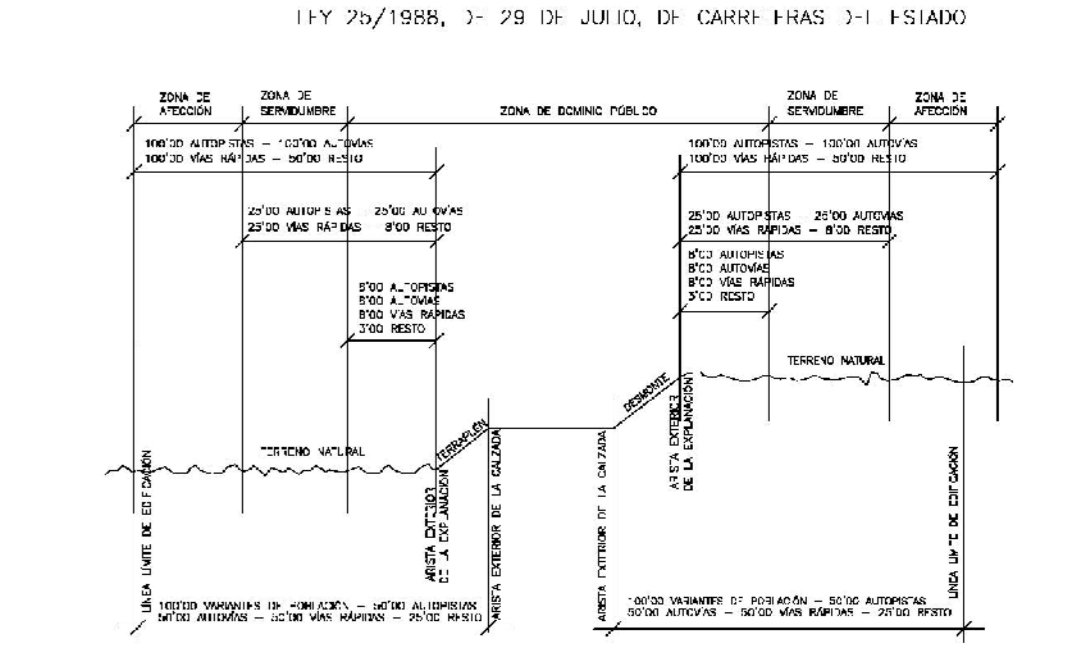 LEY 25/1988, DE 29 DE JULIO, DE CARRETERAS DEL ESTADO
ZONA DE
AFECCIÓN
ZONA DE
SERVIDUMBRE
ZONA DE DOMINIO PÚBLICO
ZONA DE
SERVIDUMBRE
ZONA DE
AFECCIÓN
100'00 AUTOPISTAS – 100'00 AUTOVÍAS
100'00 VÍAS RÁPIDAS – 50'00 RESTO
100'00 AUTOPISTAS – 100'00 AUTOVÍAS
100'00 VÍAS RÁPIDAS – 50'00 RESTO
25'00 AUTOPISTAS 25'00 AUTOVÍAS
25'00 VÍAS RÁPIDAS 8'00 RESTO
25'00 AUTOPISTAS 25'00 AUTOVÍAS
25'00 VÍAS RÁPIDAS – 8'00 RESTO
8'00 AUTOPISTAS
8'00 AUTOVÍAS
8'00 VÍAS RÁPIDAS
3'00 RESTO
8'00 AUTOPISTAS
8'00 AUTOVÍAS
8'00 VÍAS RÁPIDAS
3'00 RESTO
TERRENO NATURAL
DESMONTE
TERRAPLÉN
TERRENO NATURAL
LÍNEA LÍMITE DE EDIFICACIÓN
ARISTA EXTERIOR
DE LA EXPLANACIÓN
ARISTA EXTERIOR DE LA CALZADA
ARISTA EXTERIOR DE LA CALZADA
ARISTA EXTERIOR
DE LA EXPLANACIÓN
LÍNEA LÍMITE DE EDIFICACIÓN
100'00 VARIANTES DE POBLACIÓN – 50'00 AUTOPISTAS
50'00 AUTOVÍAS – 50'00 VÍAS RÁPIDAS – 25'00 RESTO
100'00 VARIANTES DE POBLACIÓN – 50'00 AUTOPISTAS
50'00 AUTOVÍAS – 50'00 VÍAS RÁPIDAS – 25'00 RESTO